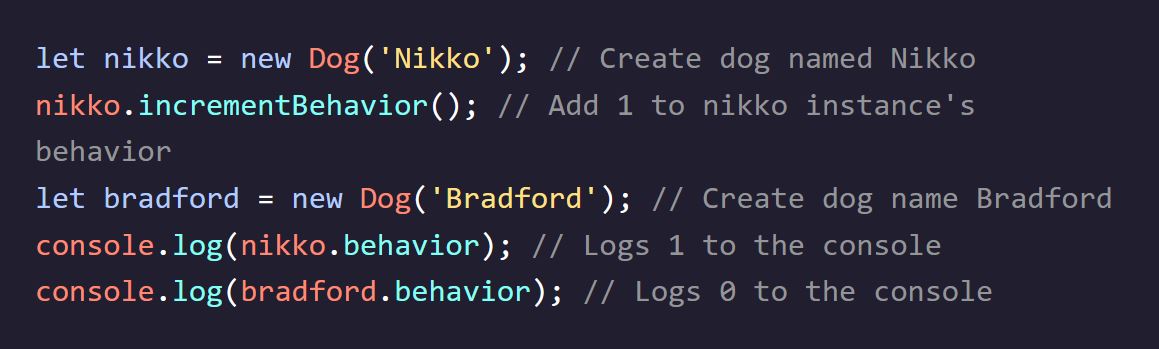 let nikko = new Dog('Nikko'); // Create dog named Nikko
nikko.incrementBehavior(); // Add 1 to nikko instance's
behavior
let bradford = new Dog('Bradford'); // Create dog name Bradford
console.log(nikko.behavior); // Logs 1 to the console
console.log(bradford.behavior); // Logs 0 to the console